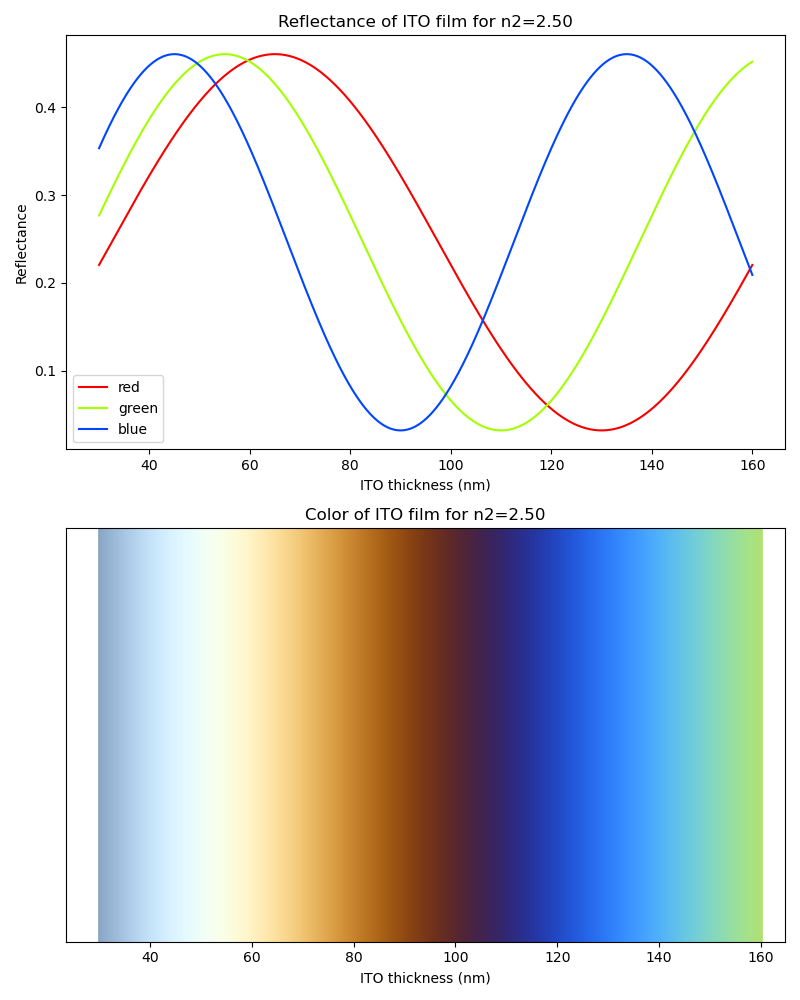 Reflectance of ITO film for n2=2.50
Reflectance
0.4
0.3
0.2
0.1
red
green
blue
40 60 80 100 120 140 160
ITO thickness (nm)
Color of ITO film for n2=2.50
40 60 80 100 120 140 160
ITO thickness (nm)